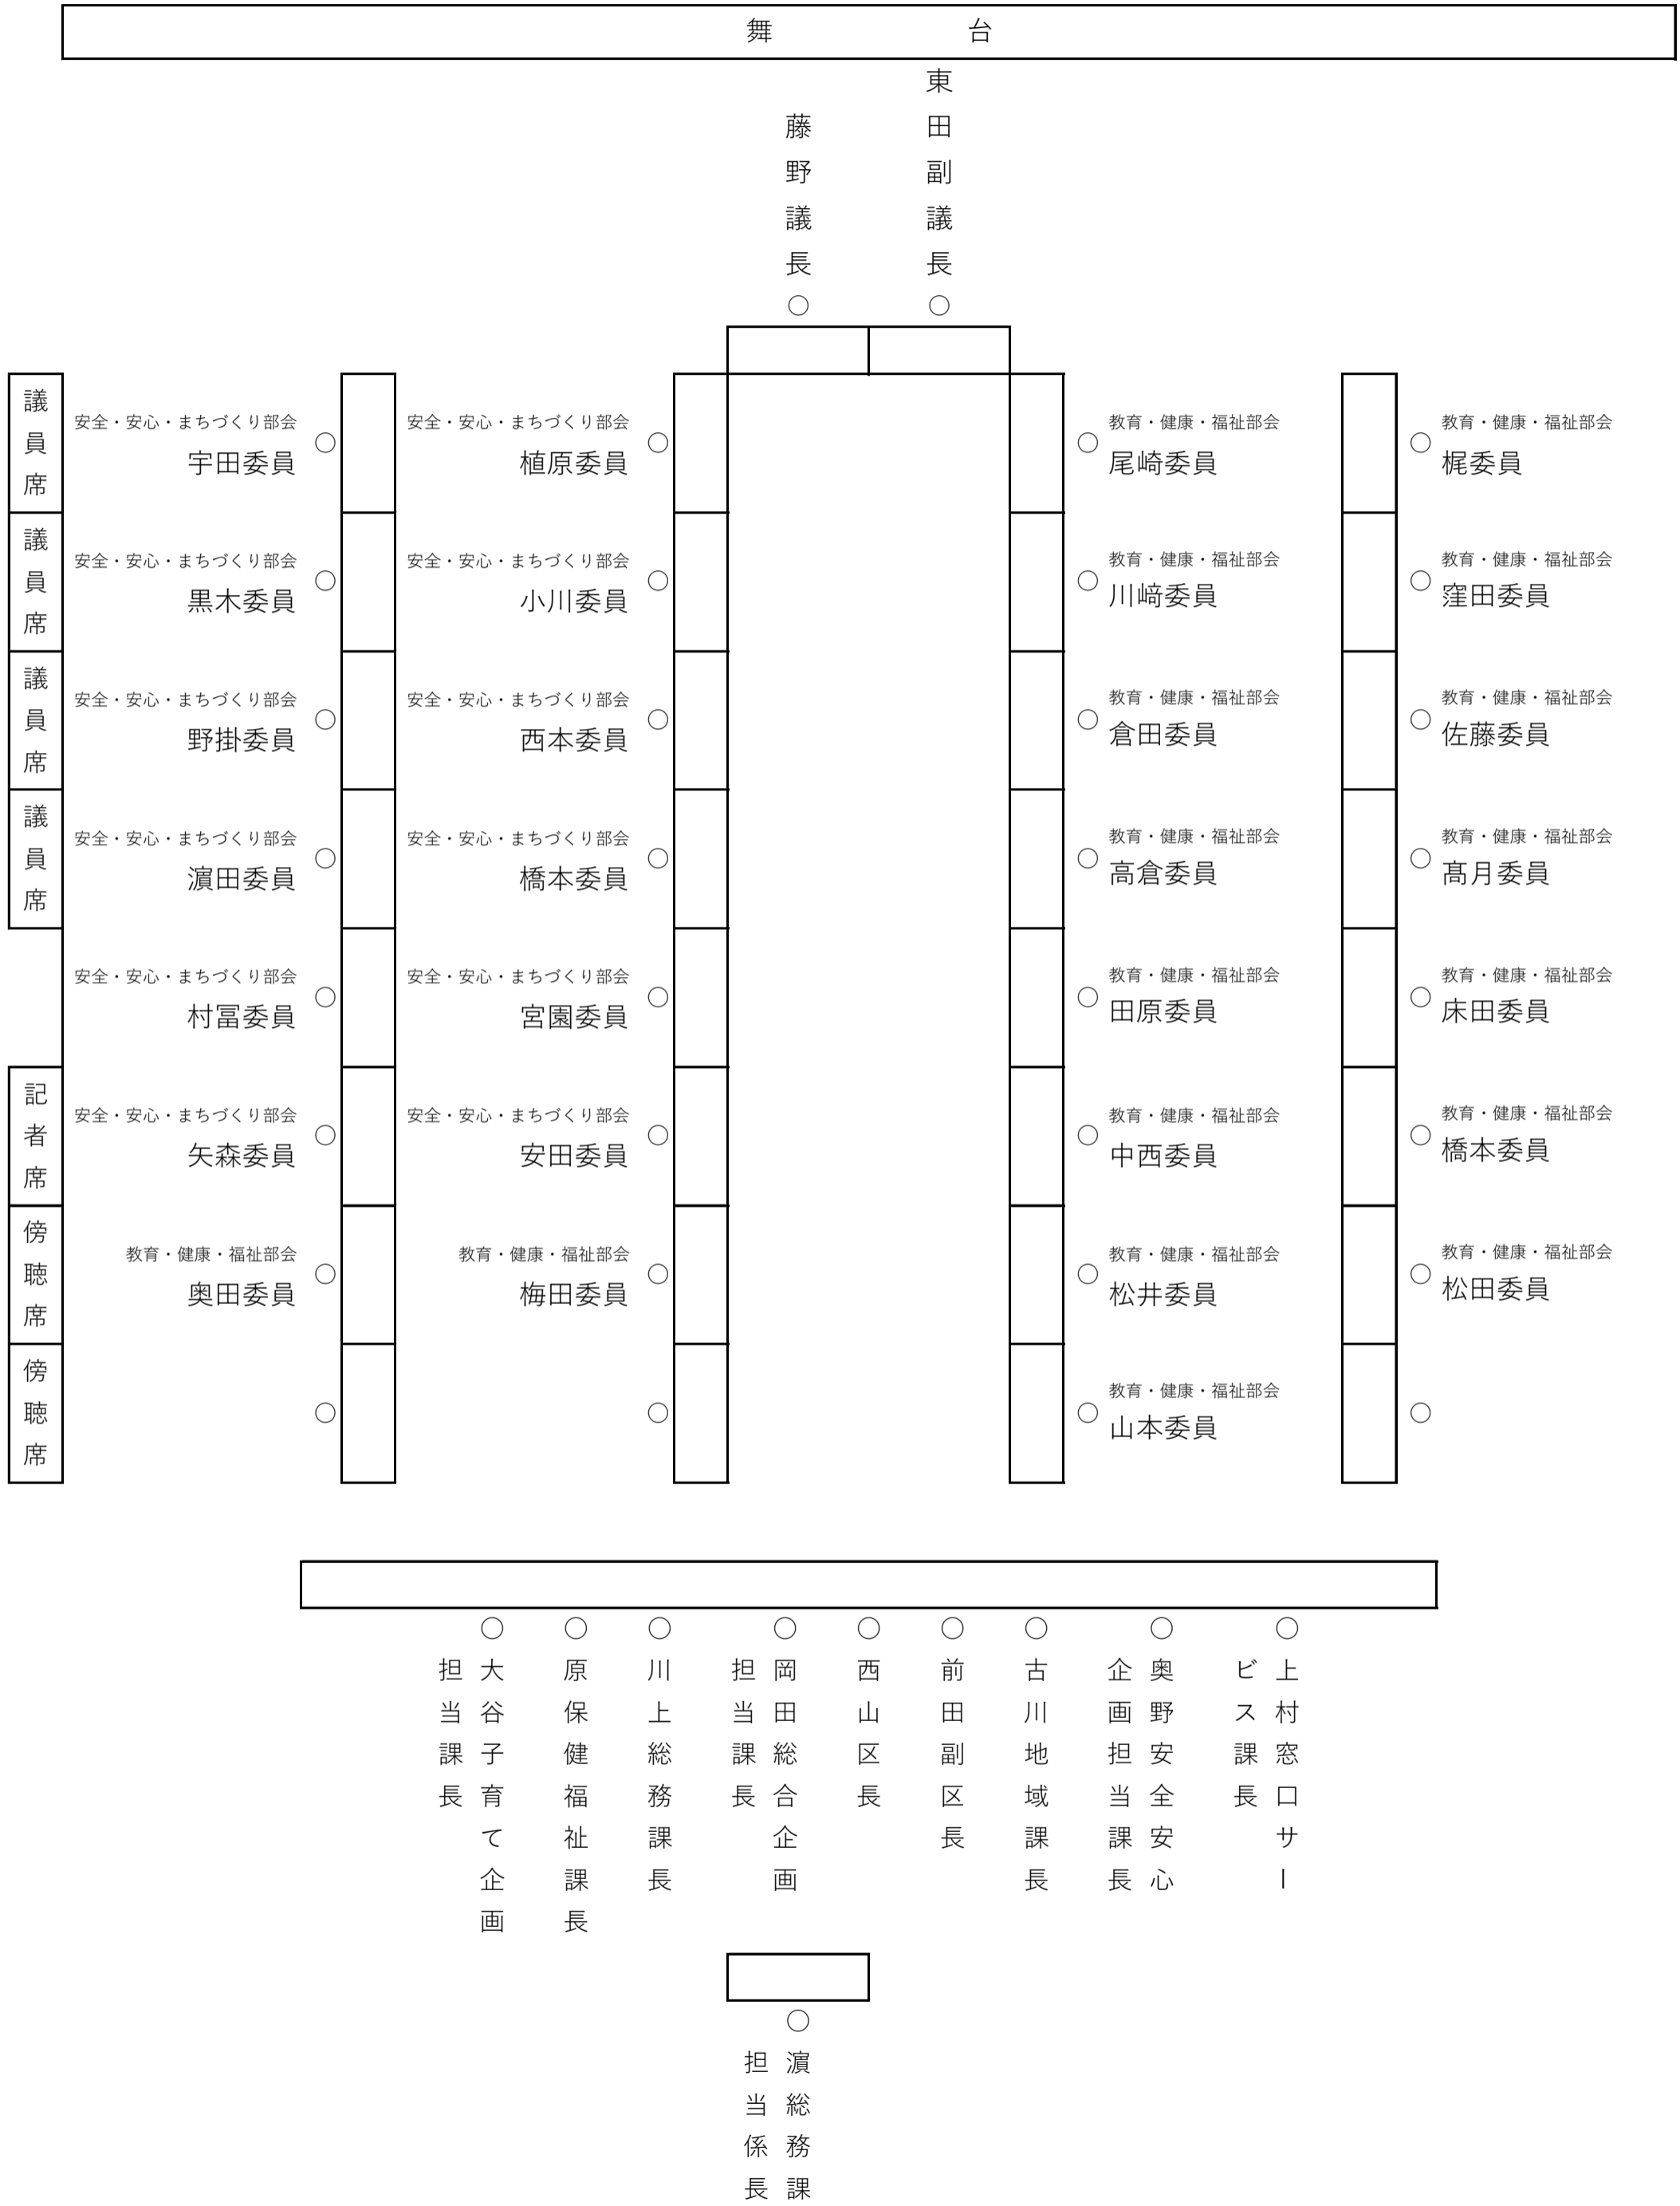 舞台
藤野議長
○
東田副議長
○
議員席
安全・安心・まちづくり部会
宇田委員
○
安全・安心・まちづくり部会
植原委員
○
○
教育・健康・福祉部会
尾崎委員
○
教育・健康・福祉部会
梶委員
議員席
安全・安心・まちづくり部会
黒木委員
○
安全・安心・まちづくり部会
小川委員
○
○
教育・健康・福祉部会
川﨑委員
○
教育・健康・福祉部会
窪田委員
議員席
安全・安心・まちづくり部会
野掛委員
○
安全・安心・まちづくり部会
西本委員
○
○
教育・健康・福祉部会
倉田委員
○
教育・健康・福祉部会
佐藤委員
議員席
安全・安心・まちづくり部会
濵田委員
○
安全・安心・まちづくり部会
橋本委員
○
○
教育・健康・福祉部会
高倉委員
○
教育・健康・福祉部会
髙月委員
安全・安心・まちづくり部会
村冨委員
○
安全・安心・まちづくり部会
宮園委員
○
○
教育・健康・福祉部会
田原委員
○
教育・健康・福祉部会
床田委員
記者席
安全・安心・まちづくり部会
矢森委員
○
安全・安心・まちづくり部会
安田委員
○
○
教育・健康・福祉部会
中西委員
○
教育・健康・福祉部会
橋本委員
傍聴席
教育・健康・福祉部会
奥田委員
○
教育・健康・福祉部会
梅田委員
○
○
教育・健康・福祉部会
松井委員
○
教育・健康・福祉部会
松田委員
傍聴席
○
○
○
教育・健康・福祉部会
山本委員
○
○
大谷子育て企画
担当課長
○
原保健福祉課長
○
川上総務課長
○
岡田総合企画
担当課長
○
西山区長
○
前田副区長
○
古川地域課長
○
奥野安全安心
企画担当課長
○
上村窓口サー
ビス課長
○
濵総務課
担当係長